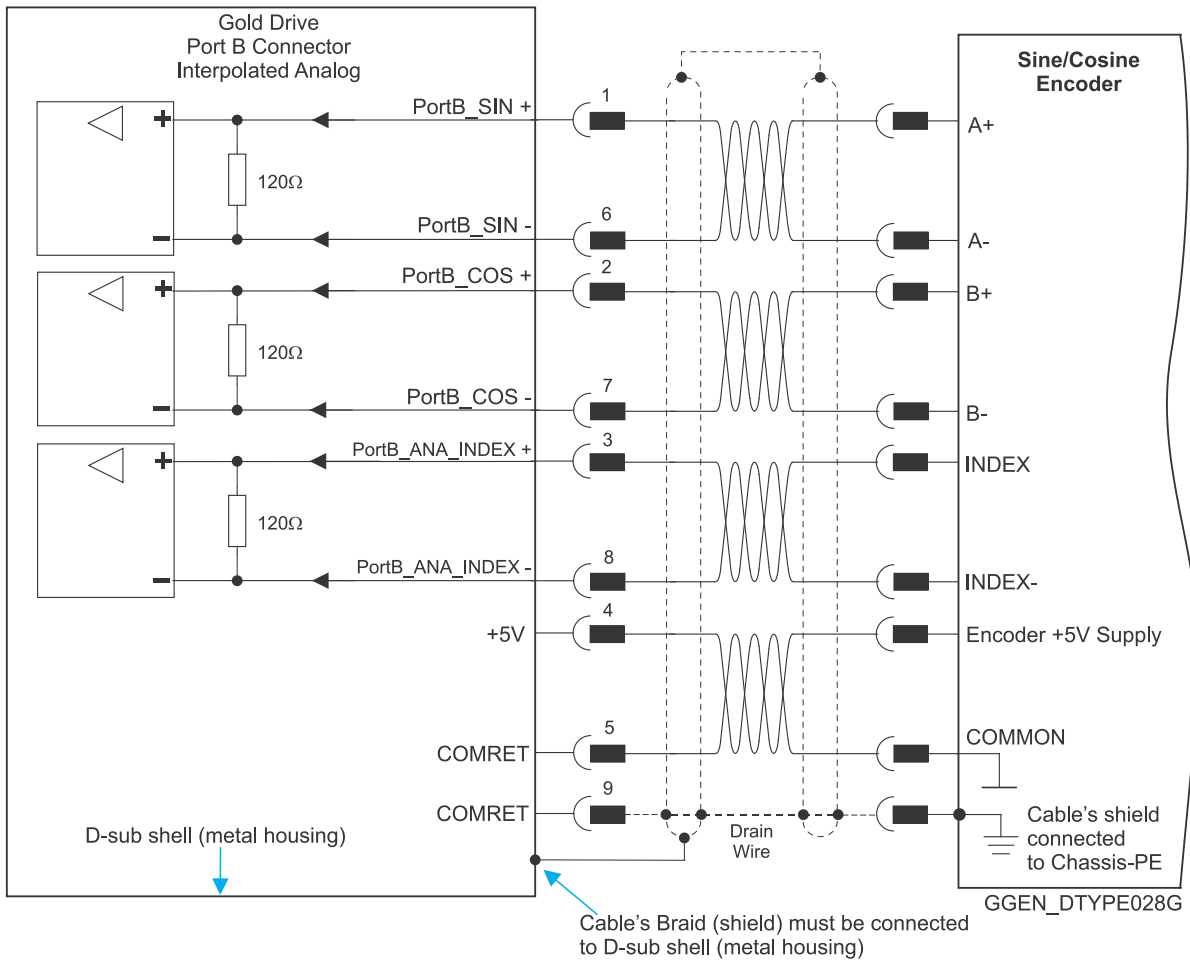 Gold Drive
Port B Connector
Interpolated Analog
Sine/Cosine
Encoder
PortB_SIN +
1
A+
120Ω
PortB_SIN -
6
A-
PortB_COS +
2
B+
120Ω
PortB_COS -
7
B-
PortB_ANA_INDEX +
3
INDEX
120Ω
PortB_ANA_INDEX -
8
INDEX-
+5V
4
Encoder +5V Supply
COMRET
5
COMMON
COMRET
9
Drain
Wire
Cable's shield
connected
to Chassis-PE
D-sub shell (metal housing)
GGEN_DTYPE028G
Cable's Braid (shield) must be connected
to D-sub shell (metal housing)